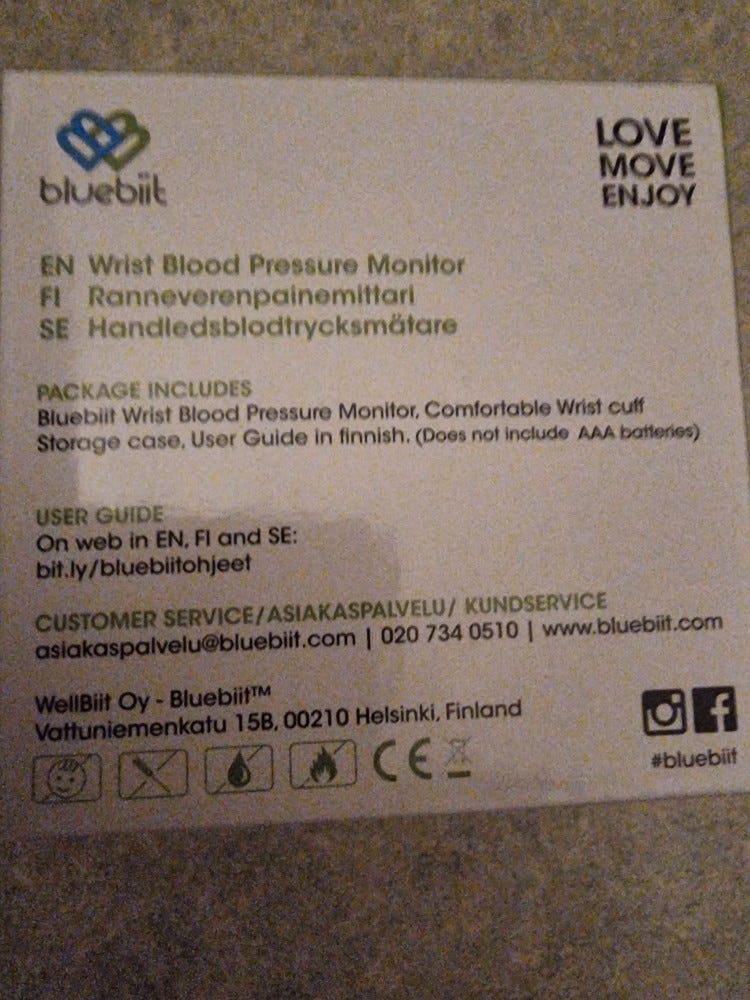 bluebiit
LOVE
MOVE
ENJOY
EN Wrist Blood Pressure Monitor
FI Ranneverenpainemittari
SE Handledsblodtrycksmätare
PACKAGE INCLUDES
Bluebiit Wrist Blood Pressure Monitor, Comfortable Wrist cuff
Storage case, User Guide in finnish. (Does not include AAA batteries)
USER GUIDE
On web in EN, FI and SE:
bit.ly/bluebiitohjeet
CUSTOMER SERVICE/ASIAKASPALVELU/ KUNDSERVICE
asiakaspalvelu@bluebiit.com | 020 734 0510 | www.bluebiit.com
WellBiit Oy - Bluebiit™
Vattuniemenkatu 15B, 00210 Helsinki, Finland
CE
#bluebiit